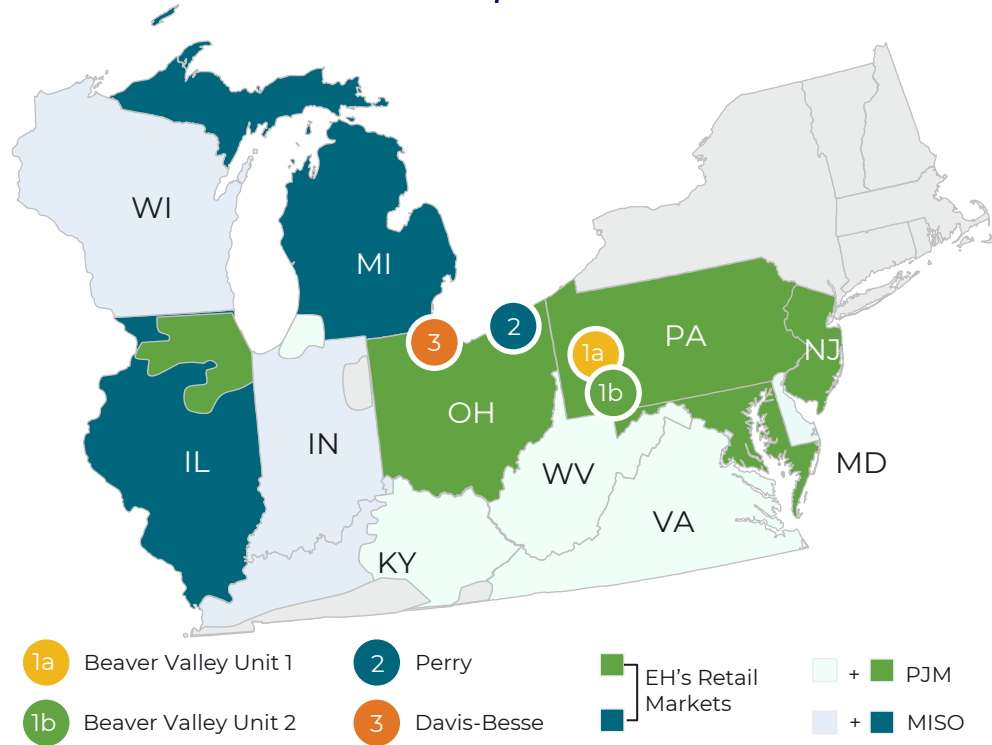 WI
MI
2
3
1a
PA
NJ
1b
OH
IN
IL
WV
MD
VA
KY
1a Beaver Valley Unit 1
2 Perry
EH's Retail
Markets
+ PJM
1b Beaver Valley Unit 2
3 Davis-Besse
+ MISO